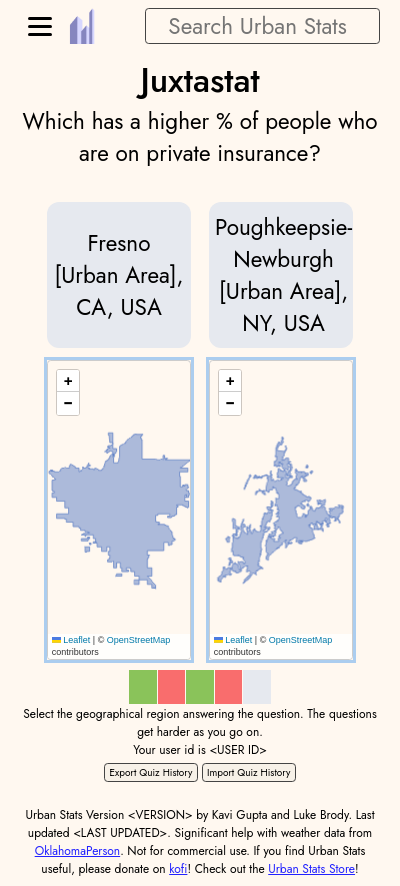 Search Urban Stats
Juxtastat
Which has a higher % of people who
are on private insurance?
Fresno
[Urban Area],
CA, USA
Poughkeepsie-
Newburgh
[Urban Area],
NY, USA
+
−
+
−
Leaflet | © OpenStreetMap
contributors
Leaflet | © OpenStreetMap
contributors
Select the geographical region answering the question. The questions
get harder as you go on.
Your user id is <USER ID>
Export Quiz History
Import Quiz History
Urban Stats Version <VERSION> by Kavi Gupta and Luke Brody. Last
updated <LAST UPDATED>. Significant help with weather data from
OklahomaPerson. Not for commercial use. If you find Urban Stats
useful, please donate on kofi! Check out the Urban Stats Store!